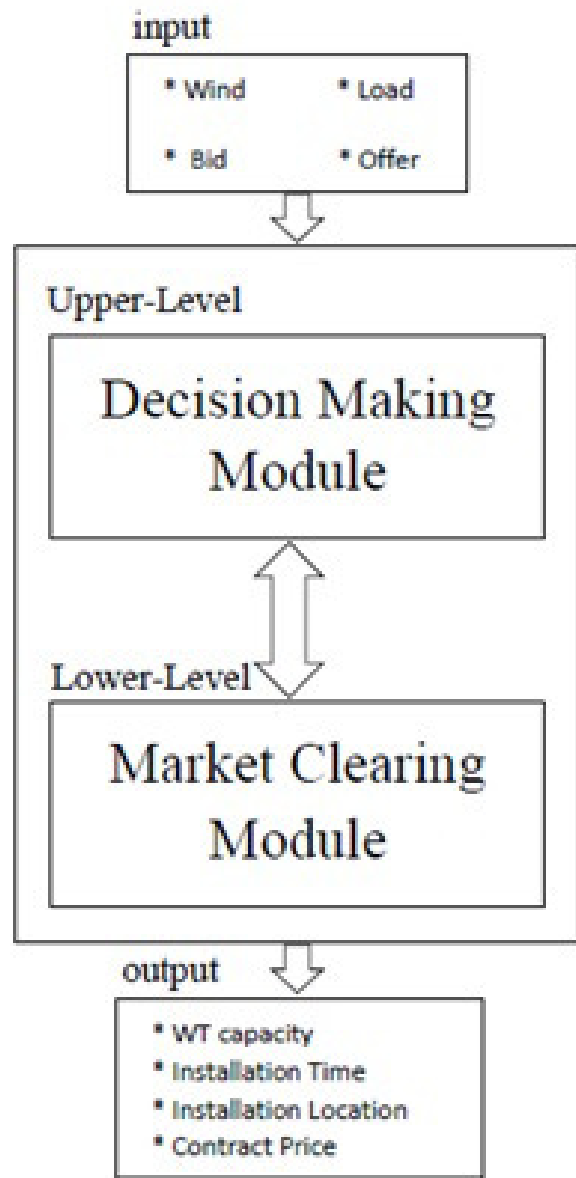 input
* Wind * Load
* Bid * Offer
Upper-Level
Decision Making
Module
Lower-Level
Market Clearing
Module
output
* WT capacity
* Installation Time
* Installation Location
* Contract Price